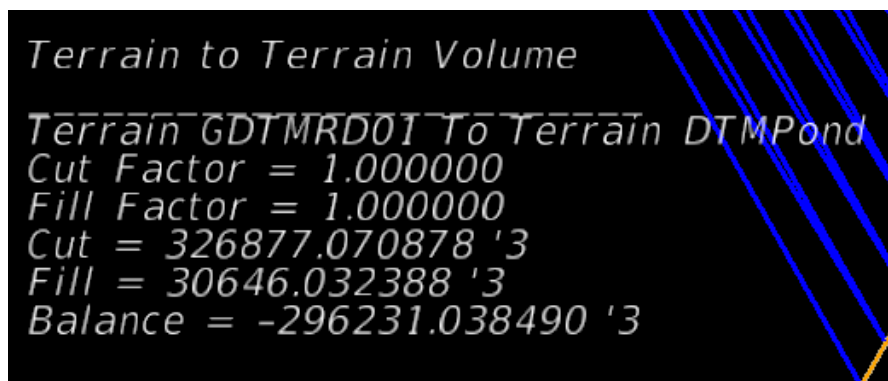 Terrain to Terrain Volume
_________________________
Terrain GDTMRD01 To Terrain DTMPond
Cut Factor = 1.000000
Fill Factor = 1.000000
Cut = 326877.070878 '3
Fill = 30646.032388 '3
Balance = -296231.038490 '3